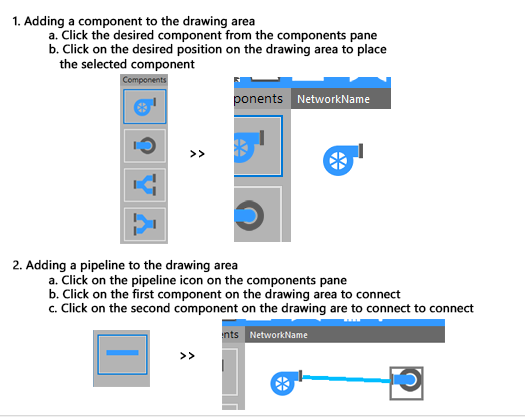 1. Adding a component to the drawing area
a. Click the desired component from the components pane
b. Click on the desired position on the drawing area to place
the selected component
Components
ponents NetworkName
>>
2. Adding a pipeline to the drawing area
a. Click on the pipeline icon on the components pane
b. Click on the first component on the drawing area to connect
c. Click on the second component on the drawing are to connect to connect
nts NetworkName
>>